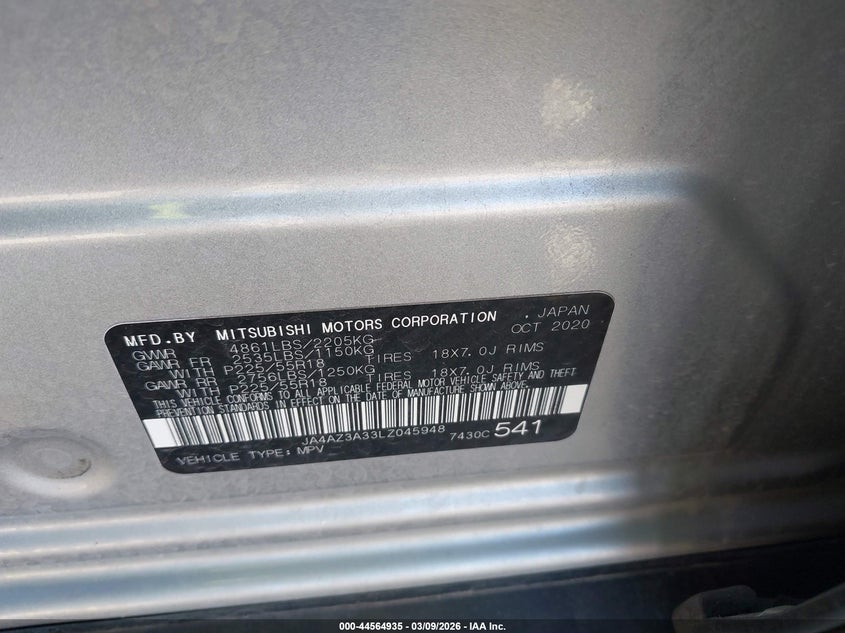 MFD.BY MITSUBISHI MOTORS CORPORATION , JAPAN
GVWR 4861LBS/2205KG OCT 2020
GAWR FR 2535LBS/1150KG
WITH P225/55R18 TIRES 18X7.0J RIMS
GAWR RR 2756LBS/1250KG
WITH P225/55R18 TIRES 18X7.0J RIMS
THIS VEHICLE CONFORMS TO ALL APPLICABLE FEDERAL MOTOR VEHICLE SAFETY AND THEFT
PREVENTION STANDARDS IN EFFECT ON THE DATE OF MANUFACTURE SHOWN ABOVE.
JA4AZ3A33LZ045948 7430C 541
VEHICLE TYPE: MPV
000-44564935 - 03/09/2026 - IAA Inc.